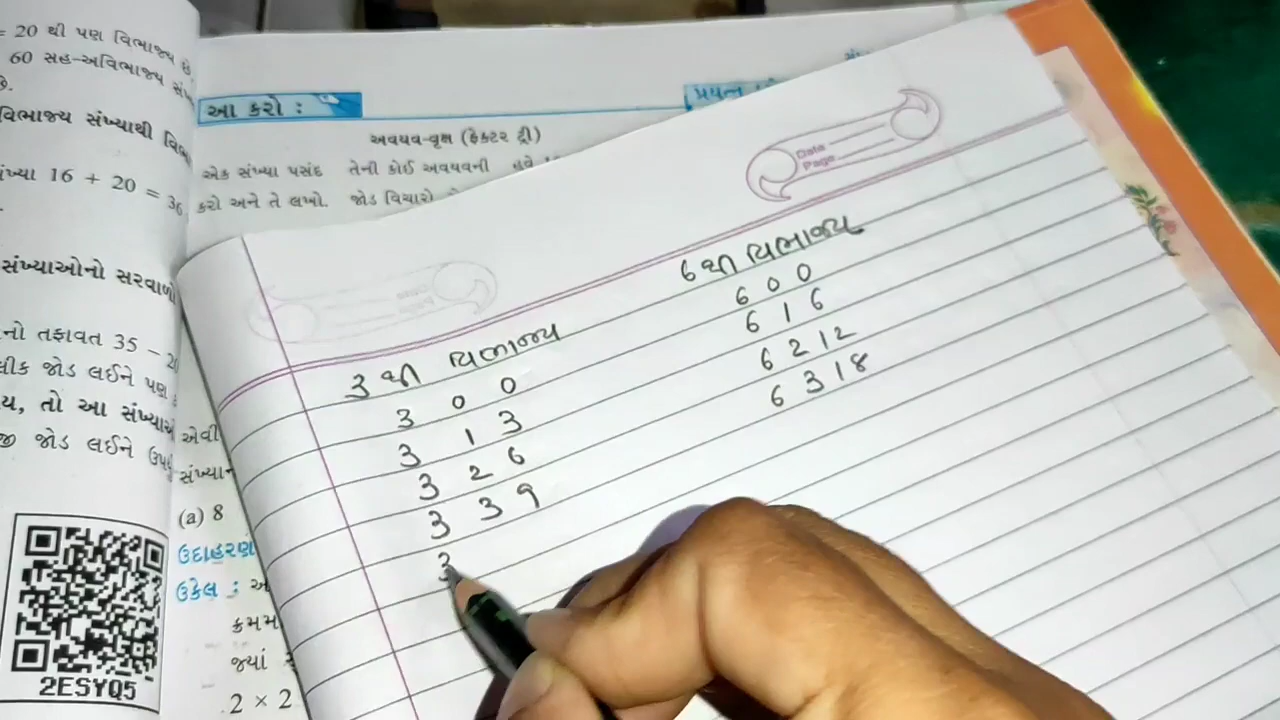 = 20 થી પણ વિભાજ્ય છે.
60 સહ-અવિભાજ્ય
છે.
વિભાજ્ય સંખ્યાથી
16 + 20 = 36
સંખ્યાઓનો સરવાળો
નો તફાવત 35 –
જોડ લઈને પણ
ય, તો આ
જોડ લઈને
2ESYQ5
આ કરો :
અવયવ-વૃક્ષ (ફેક્ટર ટ્રી)
એક સંખ્યા પસંદ તેની કોઈ અવયવની હવે
કરો અને તે લખો. જોડ વિચારો
એવી
(a) 8
ઉદાહરણ
ઉકેલ :
જ્યાં
2 × 2
Date
Page
3 થી વિભાજ્ય
3 0 0
3 1 3
3 2 6
3 3 9
3
6 થી વિભાજ્ય
6 0 0
6 1 6
6 2 12
6 3 18